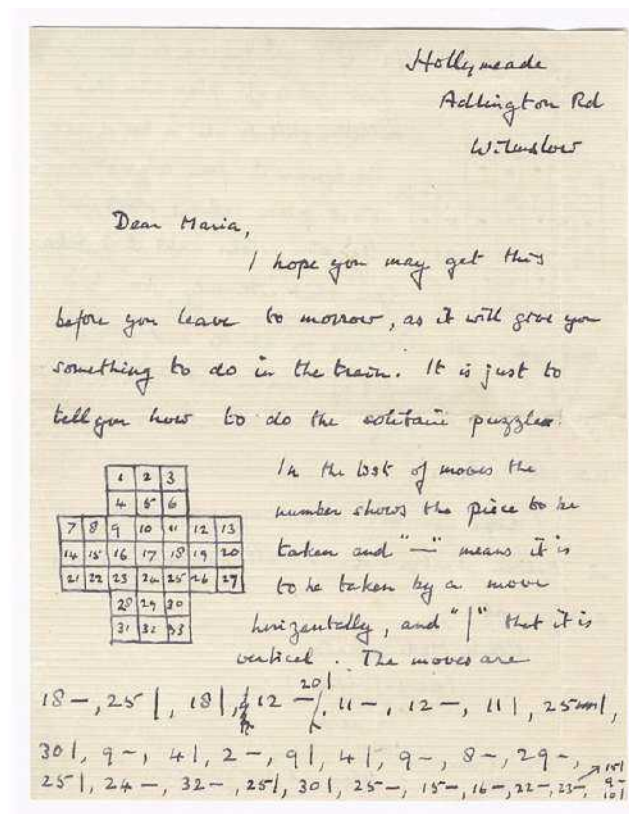 Hollymeade
Adlington Rd
Wilmslow
Dear Maria,
I hope you may get this
before you leave to morrow, as it will give you
something to do in the train. It is just to
tell you how to do the solitaire puzzle.
1 2 3
4 5 6
7 8 9 10 11 12 13
14 15 16 17 18 19 20
21 22 23 24 25 26 27
28 29 30
31 32 33
In the list of moves the
number shows the piece to be
taken and "—" means it is
to be taken by a move
horizontally, and "|" that it is
vertical. The moves are
18 –, 25 |, 18 |, 12 –, 20 |, 11 –, 12 –, 11 |, 25 |,
30 |, 9 –, 4 |, 2 –, 9 |, 4 |, 9 –, 8 –, 29 –,
25 |, 24 –, 32 –, 25 |, 30 |, 25 –, 15 –, 16 –, 22 –, 23 –, 15 |
9 –
10 |